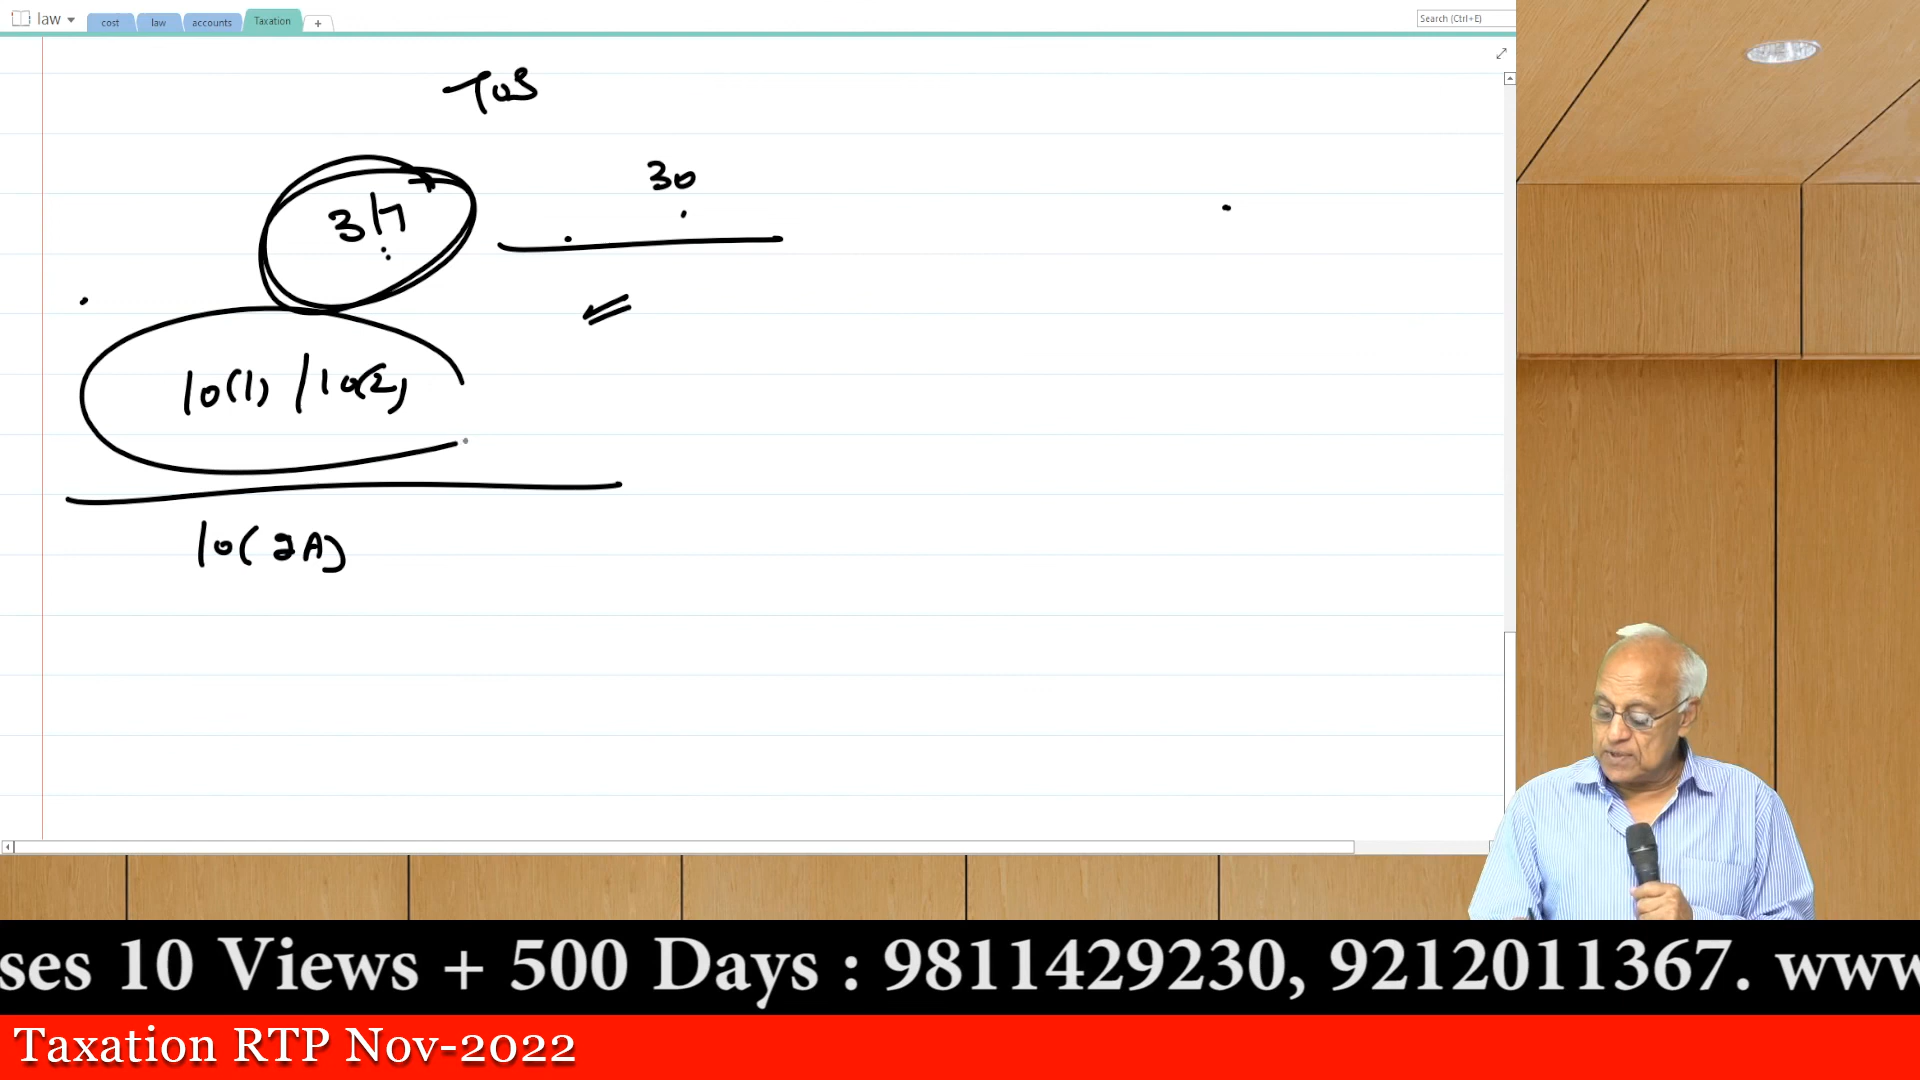 law
cost law accounts Taxation +
Search (Ctrl+E)
TOS
30
3/7
10(1) / 10(2)
10(2A)
ses 10 Views + 500 Days : 9811429230, 9212011367. www
Taxation RTP Nov-2022